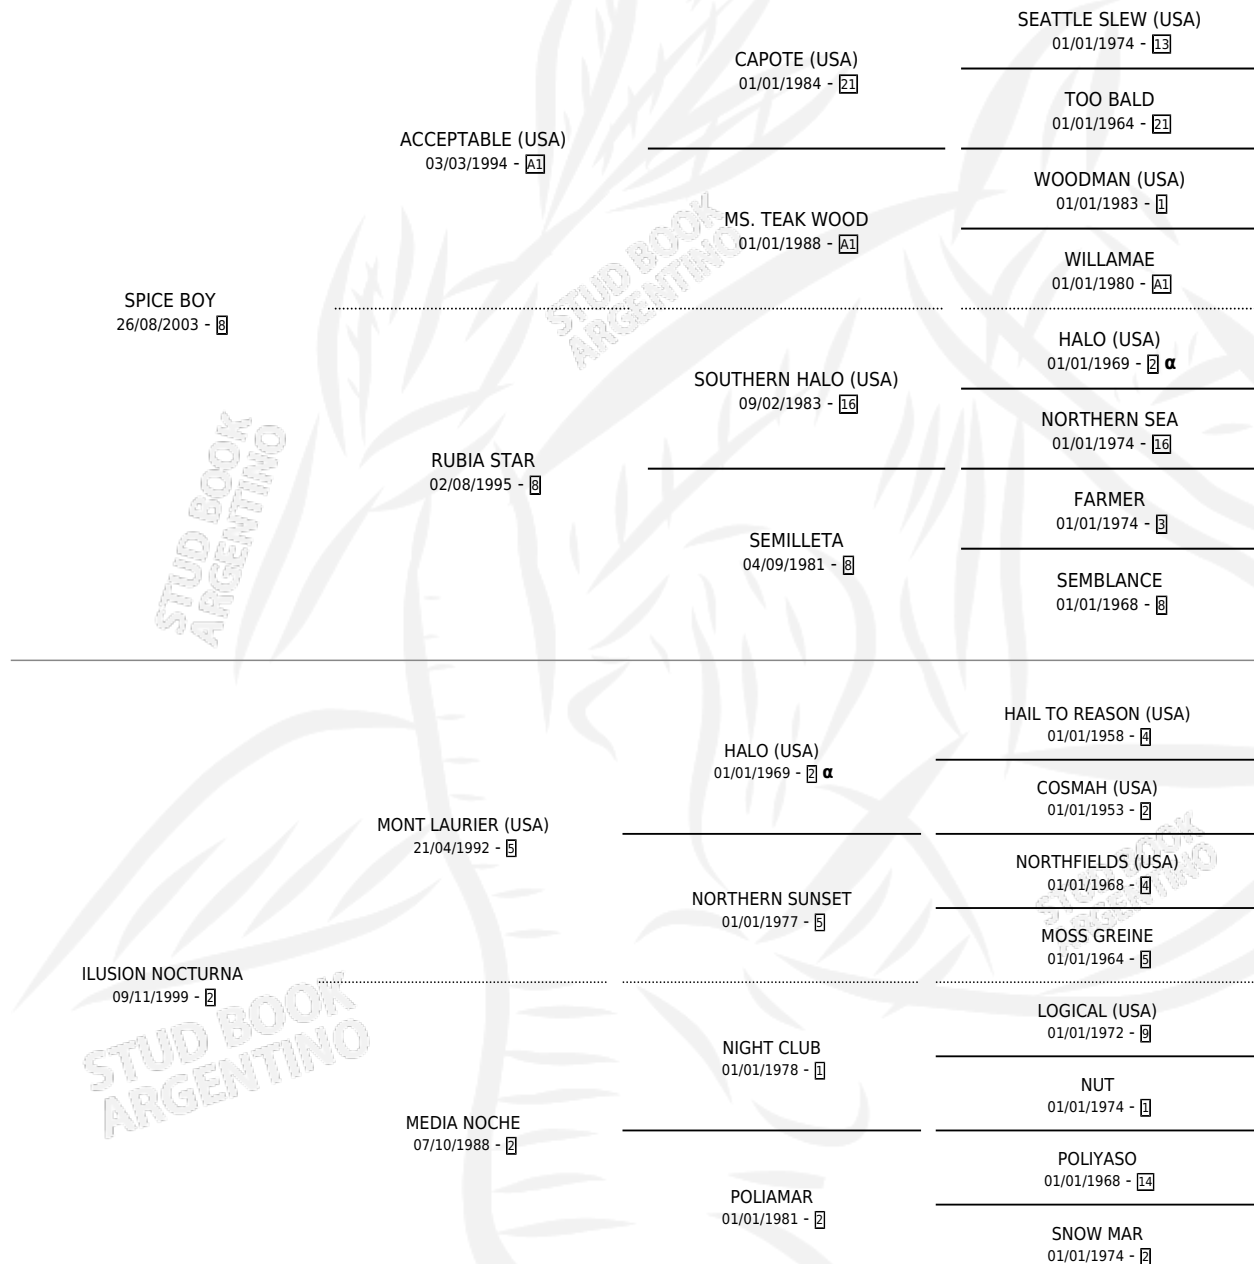 SPICE BOY
26/08/2003 - 8
ACCEPTABLE (USA)
03/03/1994 - A1
RUBIA STAR
02/08/1995 - 8
CAPOTE (USA)
01/01/1984 - 21
MS. TEAK WOOD
01/01/1988 - A1
SOUTHERN HALO (USA)
09/02/1983 - 16
SEMILLETA
04/09/1981 - 8
SEATTLE SLEW (USA)
01/01/1974 - 13
TOO BALD
01/01/1964 - 21
WOODMAN (USA)
01/01/1983 - 1
WILLAMAE
01/01/1980 - A1
HALO (USA)
01/01/1969 - 2 α
NORTHERN SEA
01/01/1974 - 16
FARMER
01/01/1974 - 3
SEMBLANCE
01/01/1968 - 8
ILUSION NOCTURNA
09/11/1999 - 2
MONT LAURIER (USA)
21/04/1992 - 5
MEDIA NOCHE
07/10/1988 - 2
HALO (USA)
01/01/1969 - 2 α
NORTHERN SUNSET
01/01/1977 - 5
NIGHT CLUB
01/01/1978 - 1
POLIAMAR
01/01/1981 - 2
HAIL TO REASON (USA)
01/01/1958 - 4
COSMAH (USA)
01/01/1953 - 2
NORTHFIELDS (USA)
01/01/1968 - 4
MOSS GREINE
01/01/1964 - 5
LOGICAL (USA)
01/01/1972 - 9
NUT
01/01/1974 - 1
POLIYASO
01/01/1968 - 14
SNOW MAR
01/01/1974 - 2
STUD BOOK
ARGENTINO
STUD BOOK
ARGENTINO
STUD BOOK
ARGENTINO
STUD BOOK
ARGENTINO